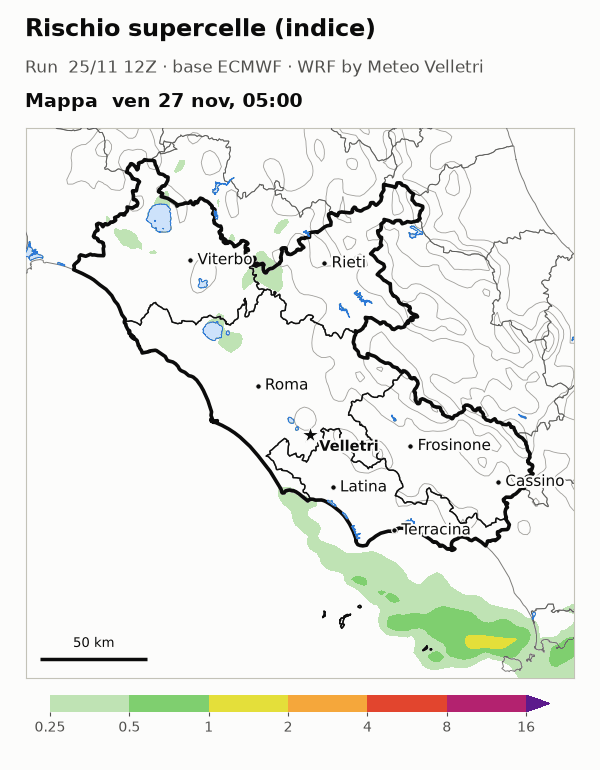 Rischio supercelle (indice)
Run  25/11 12Z · base ECMWF · WRF by Meteo Velletri
Mappa  ven 27 nov, 05:00
Viterbo
Rieti
Roma
Velletri
Frosinone
Cassino
Latina
Terracina
50 km
0.25 0.5 1 2 4 8 16